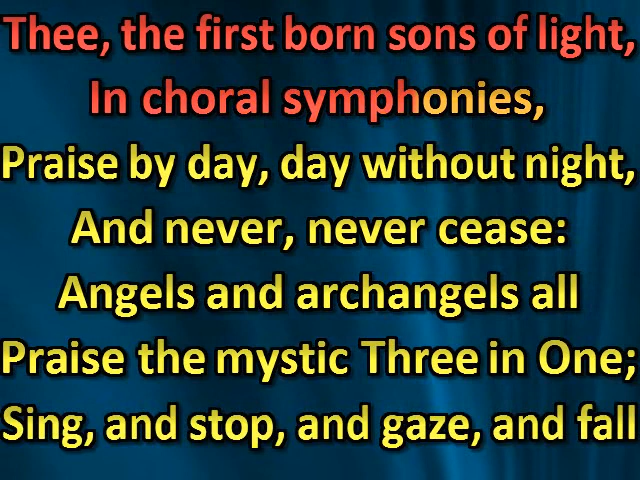 Thee, the first born sons of light,
In choral symphonies,
Praise by day, day without night,
And never, never cease:
Angels and archangels all
Praise the mystic Three in One;
Sing, and stop, and gaze, and fall